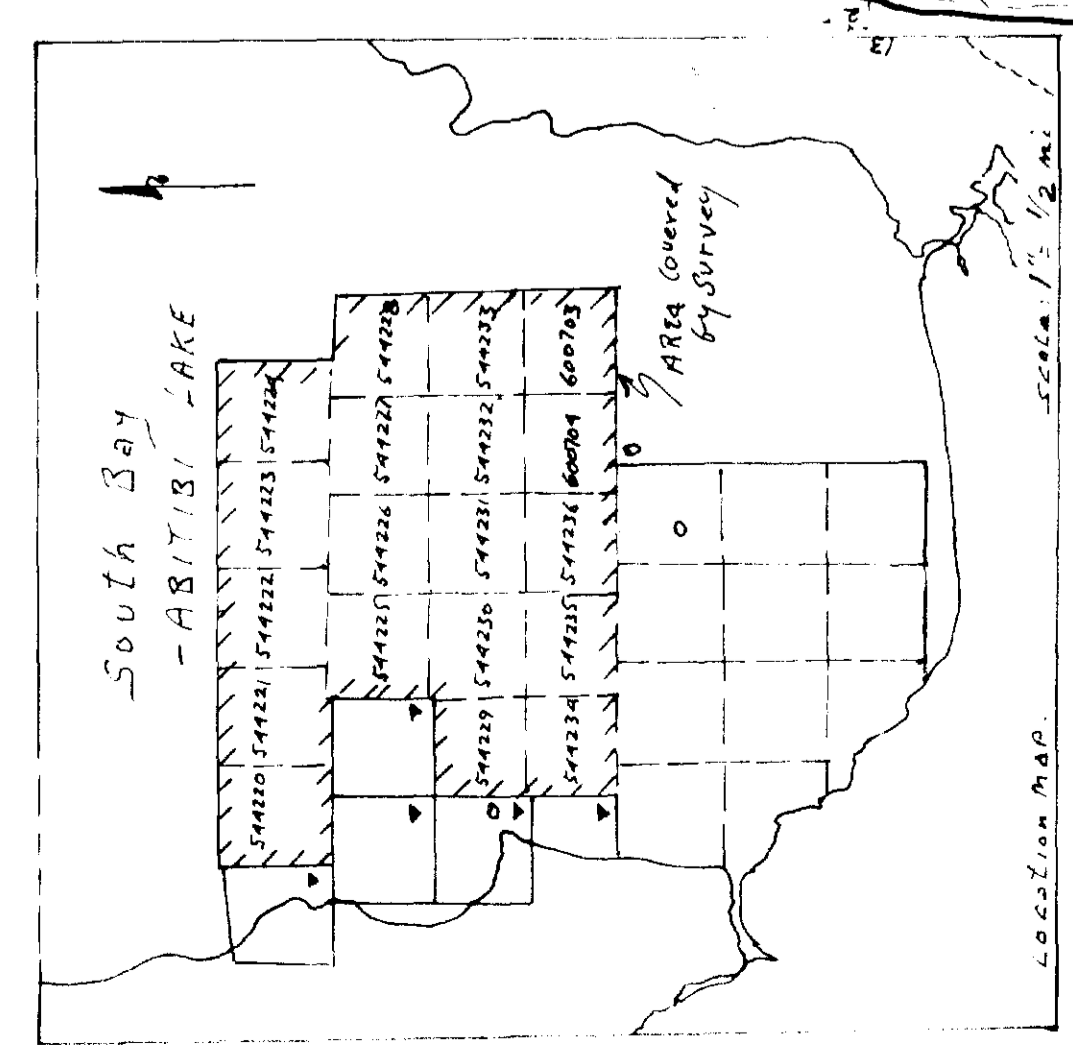 South Bay
-ABITIBI LAKE
544220 544221 544222 544223 544224
544225 544226 544227 544228
544229 544230 544231 544232 544233
544234 544235 544236 600704 600703
AREA Covered
by Survey
LOCATION MAP.
SCALE: 1"= 1/2 mi